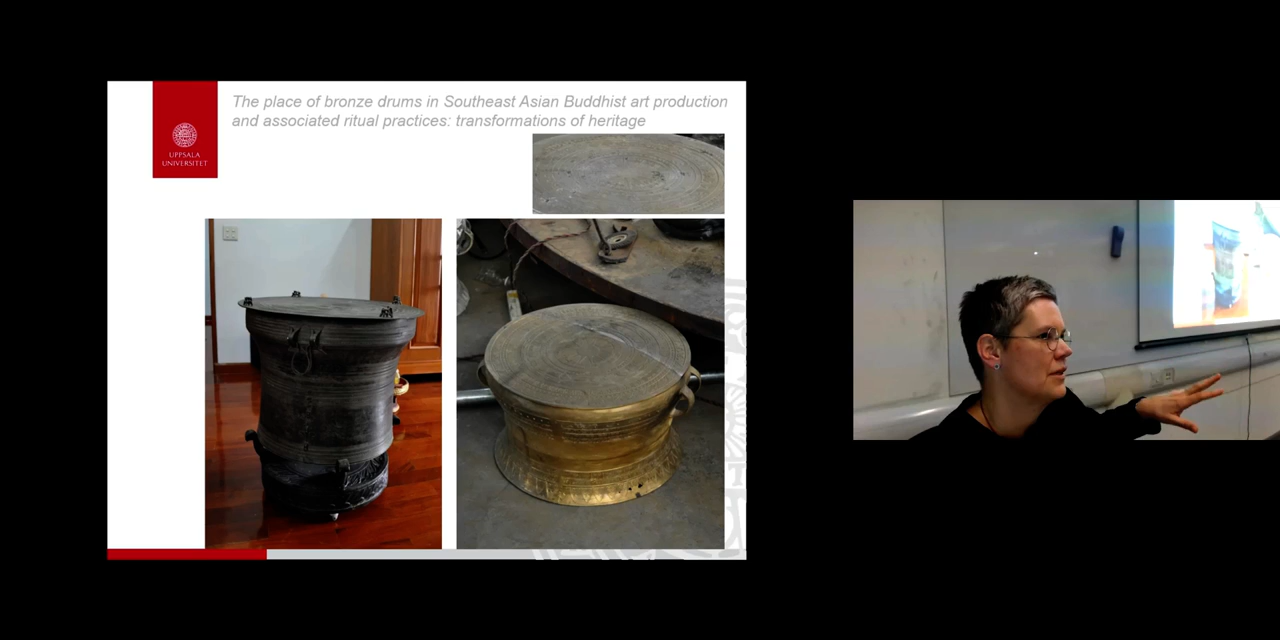 The place of bronze drums in Southeast Asian Buddhist art production
and associated ritual practices: transformations of heritage
UPPSALA
UNIVERSITET